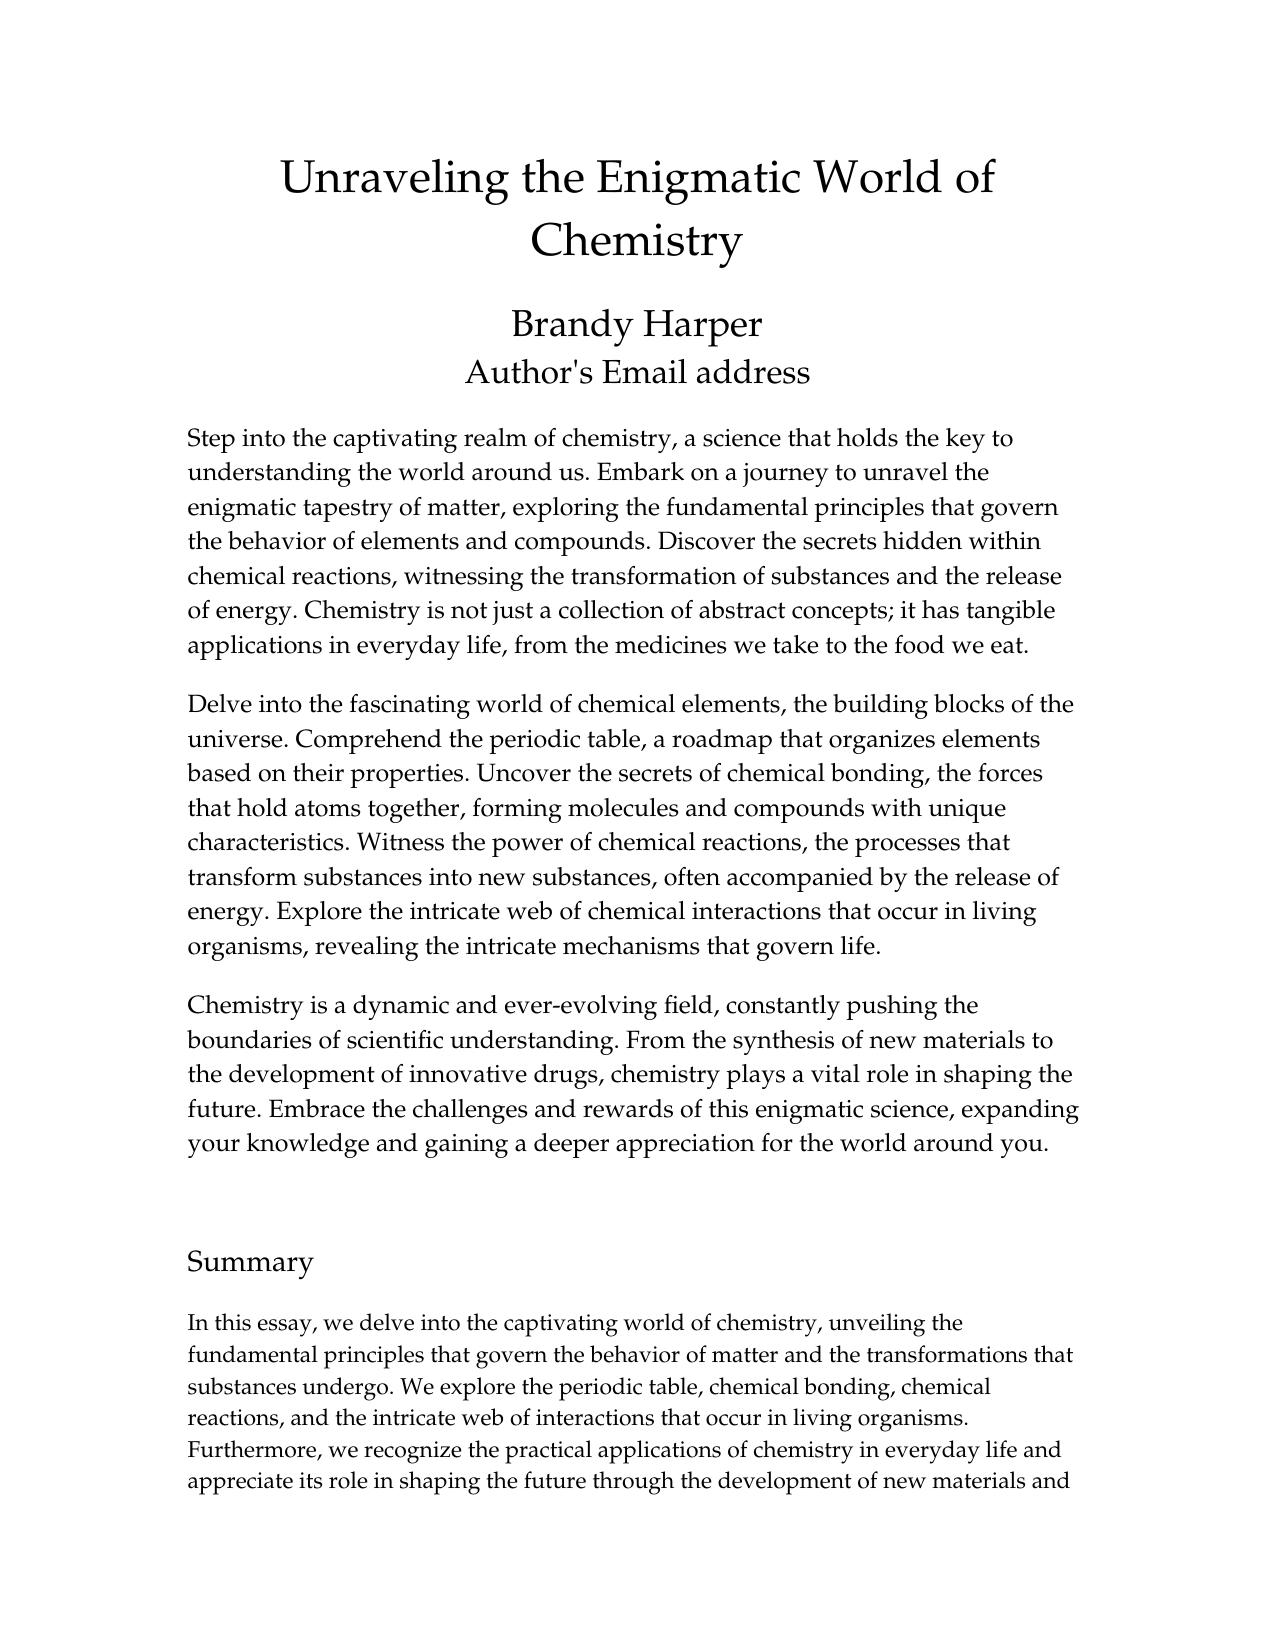 Unraveling the Enigmatic World of
Chemistry
Brandy Harper
Author's Email address
Step into the captivating realm of chemistry, a science that holds the key to
understanding the world around us. Embark on a journey to unravel the
enigmatic tapestry of matter, exploring the fundamental principles that govern
the behavior of elements and compounds. Discover the secrets hidden within
chemical reactions, witnessing the transformation of substances and the release
of energy. Chemistry is not just a collection of abstract concepts; it has tangible
applications in everyday life, from the medicines we take to the food we eat.
Delve into the fascinating world of chemical elements, the building blocks of the
universe. Comprehend the periodic table, a roadmap that organizes elements
based on their properties. Uncover the secrets of chemical bonding, the forces
that hold atoms together, forming molecules and compounds with unique
characteristics. Witness the power of chemical reactions, the processes that
transform substances into new substances, often accompanied by the release of
energy. Explore the intricate web of chemical interactions that occur in living
organisms, revealing the intricate mechanisms that govern life.
Chemistry is a dynamic and ever-evolving field, constantly pushing the
boundaries of scientific understanding. From the synthesis of new materials to
the development of innovative drugs, chemistry plays a vital role in shaping the
future. Embrace the challenges and rewards of this enigmatic science, expanding
your knowledge and gaining a deeper appreciation for the world around you.
Summary
In this essay, we delve into the captivating world of chemistry, unveiling the
fundamental principles that govern the behavior of matter and the transformations that
substances undergo. We explore the periodic table, chemical bonding, chemical
reactions, and the intricate web of interactions that occur in living organisms.
Furthermore, we recognize the practical applications of chemistry in everyday life and
appreciate its role in shaping the future through the development of new materials and